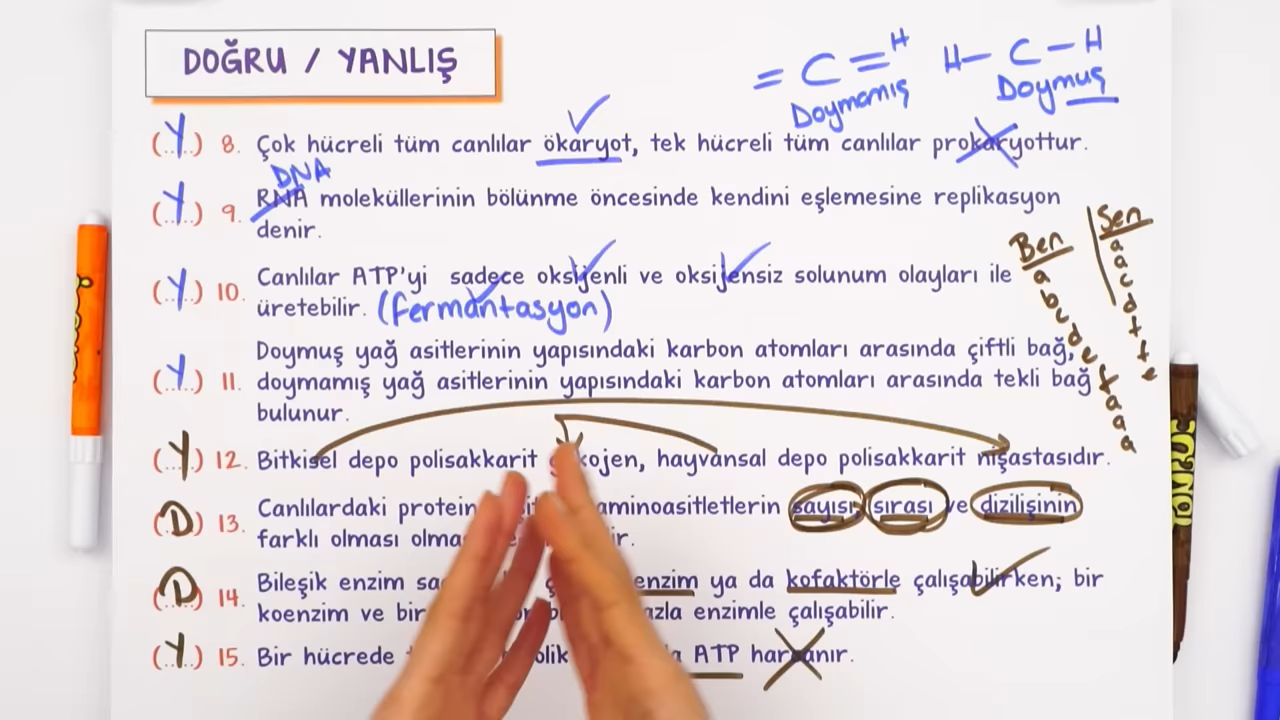 DOĞRU / YANLIŞ
= C = H
Doymamış
H - C - H
Doymuş
(Y) 8. Çok hücreli tüm canlılar ökaryot, tek hücreli tüm canlılar prokaryottur.
DNA
(Y) 9. RNA moleküllerinin bölünme öncesinde kendini eşlemesine replikasyon
denir.
(Y) 10. Canlılar ATP'yi sadece oksijenli ve oksijensiz solunum olayları ile
üretebilir. (fermantasyon)
Ben
a
b
c
d
e
f
a
a
a
Sen
a
a
c
d
f
f
e
(Y) 11. Doymuş yağ asitlerinin yapısındaki karbon atomları arasında çiftli bağ,
doymamış yağ asitlerinin yapısındaki karbon atomları arasında tekli bağ
bulunur.
(Y) 12. Bitkisel depo polisakkarit hayvansal depo polisakkarit nişastasıdır.
(D) 13. Canlılardaki protein aminoasitletlerin sayısı, sırası ve dizilişinin
farklı olması
(D) 14. Bileşik enzim enzim ya da kofaktörle çalışabilirken; bir
koenzim ve bir enzimle çalışabilir.
(Y) 15. Bir hücrede ATP harcanır.